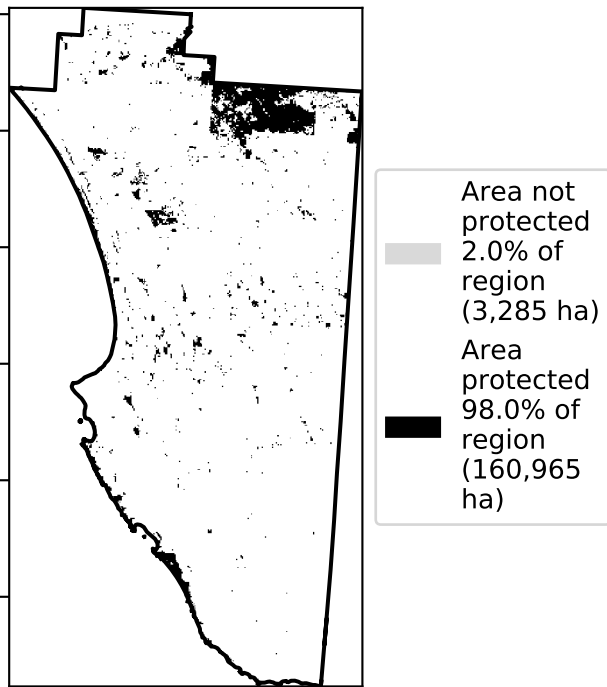 Area not
protected
2.0% of
region
(3,285 ha)
Area
protected
98.0% of
region
(160,965
ha)